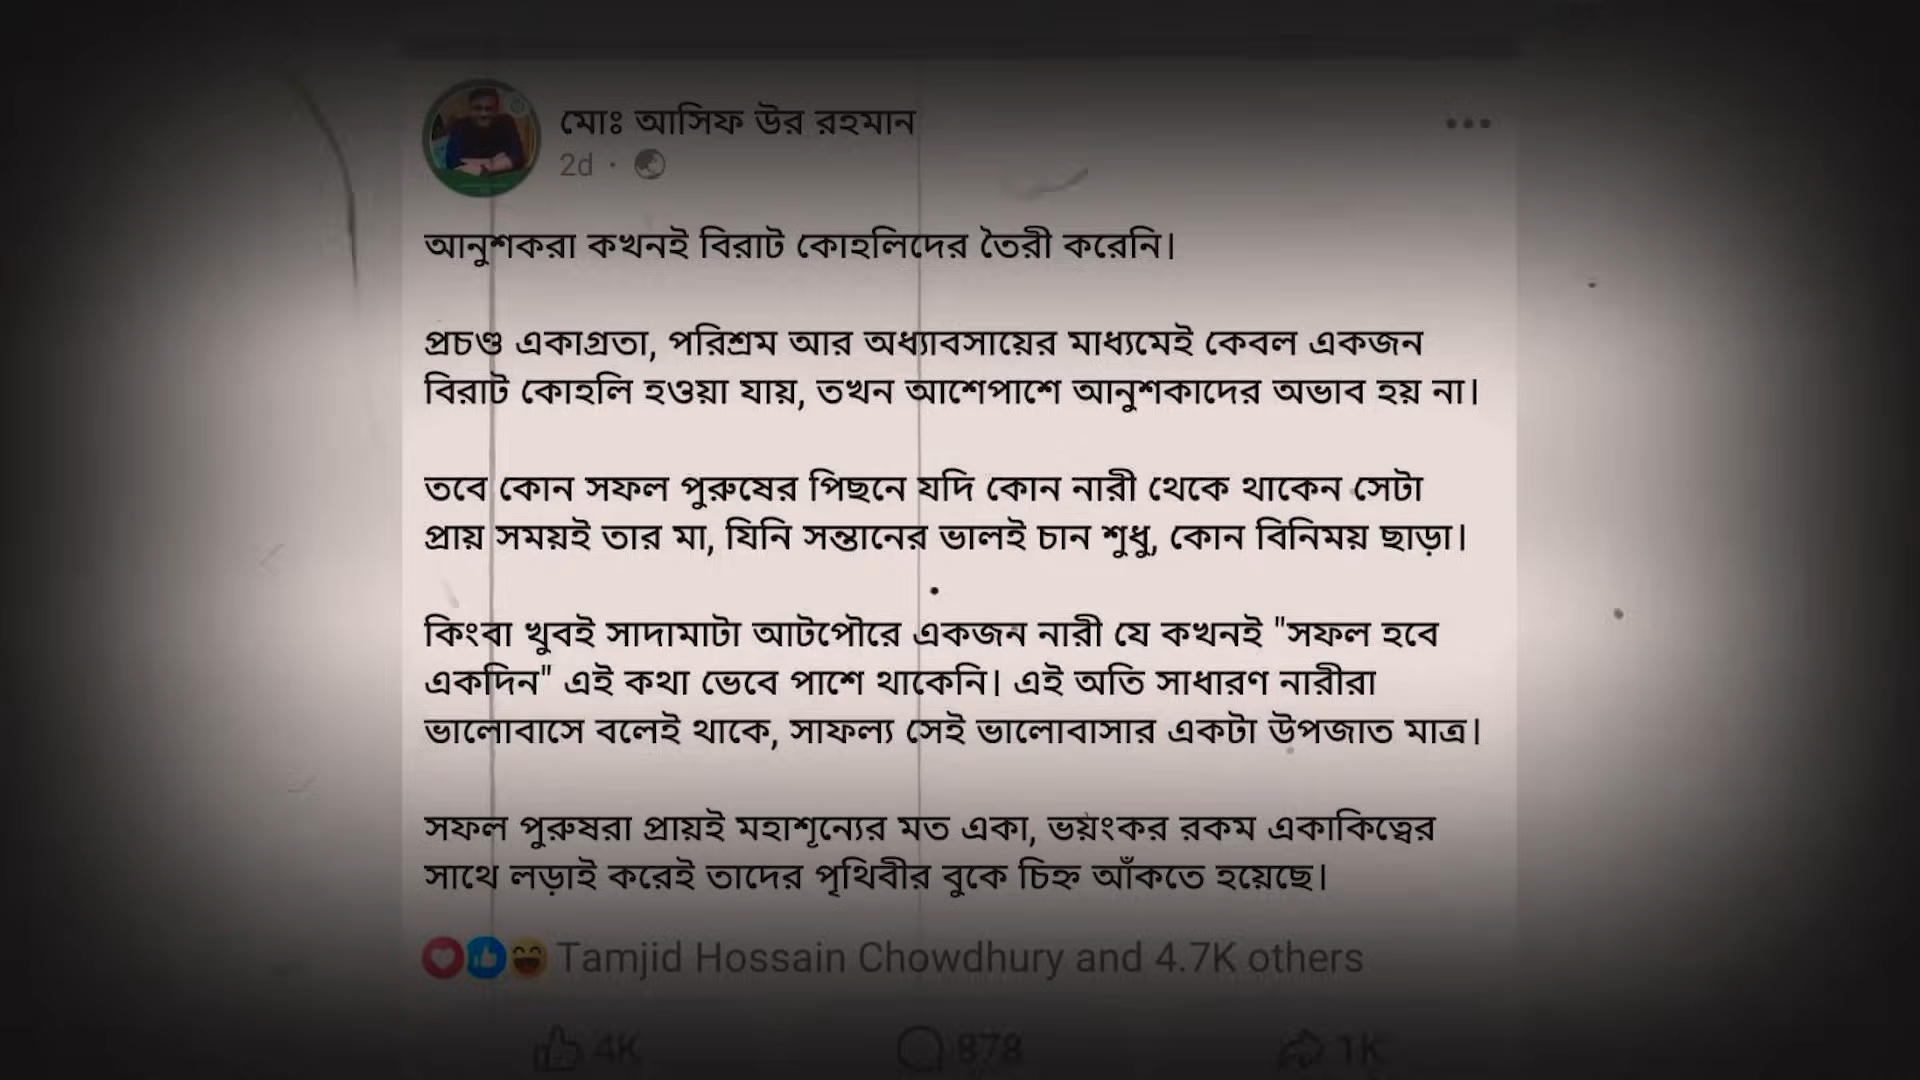 মোঃ আসিফ উর রহমান
2d ·
আনুশকরা কখনই বিরাট কোহলিদের তৈরী করেনি।
প্রচণ্ড একাগ্রতা, পরিশ্রম আর অধ্যাবসায়ের মাধ্যমেই কেবল একজন
বিরাট কোহলি হওয়া যায়, তখন আশেপাশে আনুশকাদের অভাব হয় না।
তবে কোন সফল পুরুষের পিছনে যদি কোন নারী থেকে থাকেন সেটা
প্রায় সময়ই তার মা, যিনি সন্তানের ভালই চান শুধু, কোন বিনিময় ছাড়া।
কিংবা খুবই সাদামাটা আটপৌরে একজন নারী যে কখনই "সফল হবে
একদিন" এই কথা ভেবে পাশে থাকেনি। এই অতি সাধারণ নারীরা
ভালোবাসে বলেই থাকে, সাফল্য সেই ভালোবাসার একটা উপজাত মাত্র।
সফল পুরুষরা প্রায়ই মহাশূন্যের মত একা, ভয়ংকর রকম একাকিত্বের
সাথে লড়াই করেই তাদের পৃথিবীর বুকে চিহ্ন আঁকতে হয়েছে।
Tamjid Hossain Chowdhury and 4.7K others
4K 878 1K